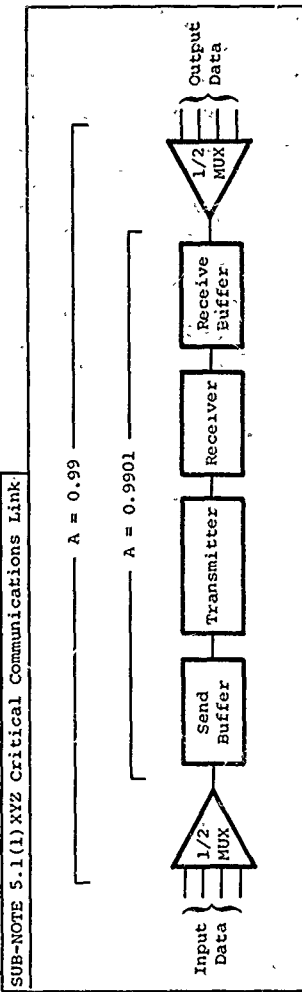 SUB-NOTE 5.1(1) XYZ Critical Communications Link
A = 0.99
A = 0.9901
Input
Data
1/2
MUX
Send
Buffer
Transmitter
Receiver
Receive
Buffer
1/2
MUX
Output
Data